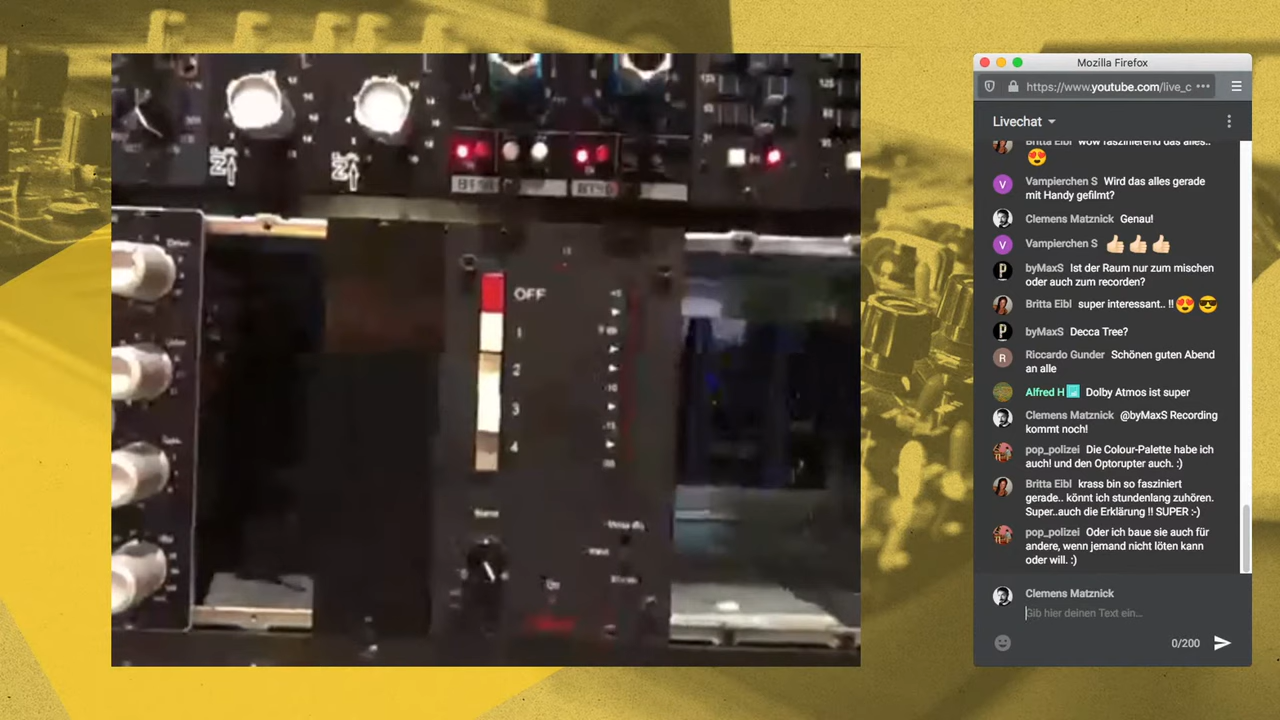 OFF
1
2
3
4
Mozilla Firefox
https://www.youtube.com/live_c
Livechat
Britta Eibl wow faszinierend das alles..
Vampierchen S Wird das alles gerade
mit Handy gefilmt?
Clemens Matznick Genau!
Vampierchen S
byMaxS Ist der Raum nur zum mischen
oder auch zum recorden?
Britta Eibl super interessant.. !!
byMaxS Decca Tree?
Riccardo Gunder Schönen guten Abend
an alle
Alfred H Dolby Atmos ist super
Clemens Matznick @byMaxS Recording
kommt noch!
pop_polizei Die Colour-Palette habe ich
auch! und den Optorupter auch. :)
Britta Eibl krass bin so fasziniert
gerade.. könnt ich stundenlang zuhören.
Super..auch die Erklärung !! SUPER :-)
pop_polizei Oder ich baue sie auch für
andere, wenn jemand nicht löten kann
oder will. :)
Clemens Matznick
Gib hier deinen Text ein...
0/200